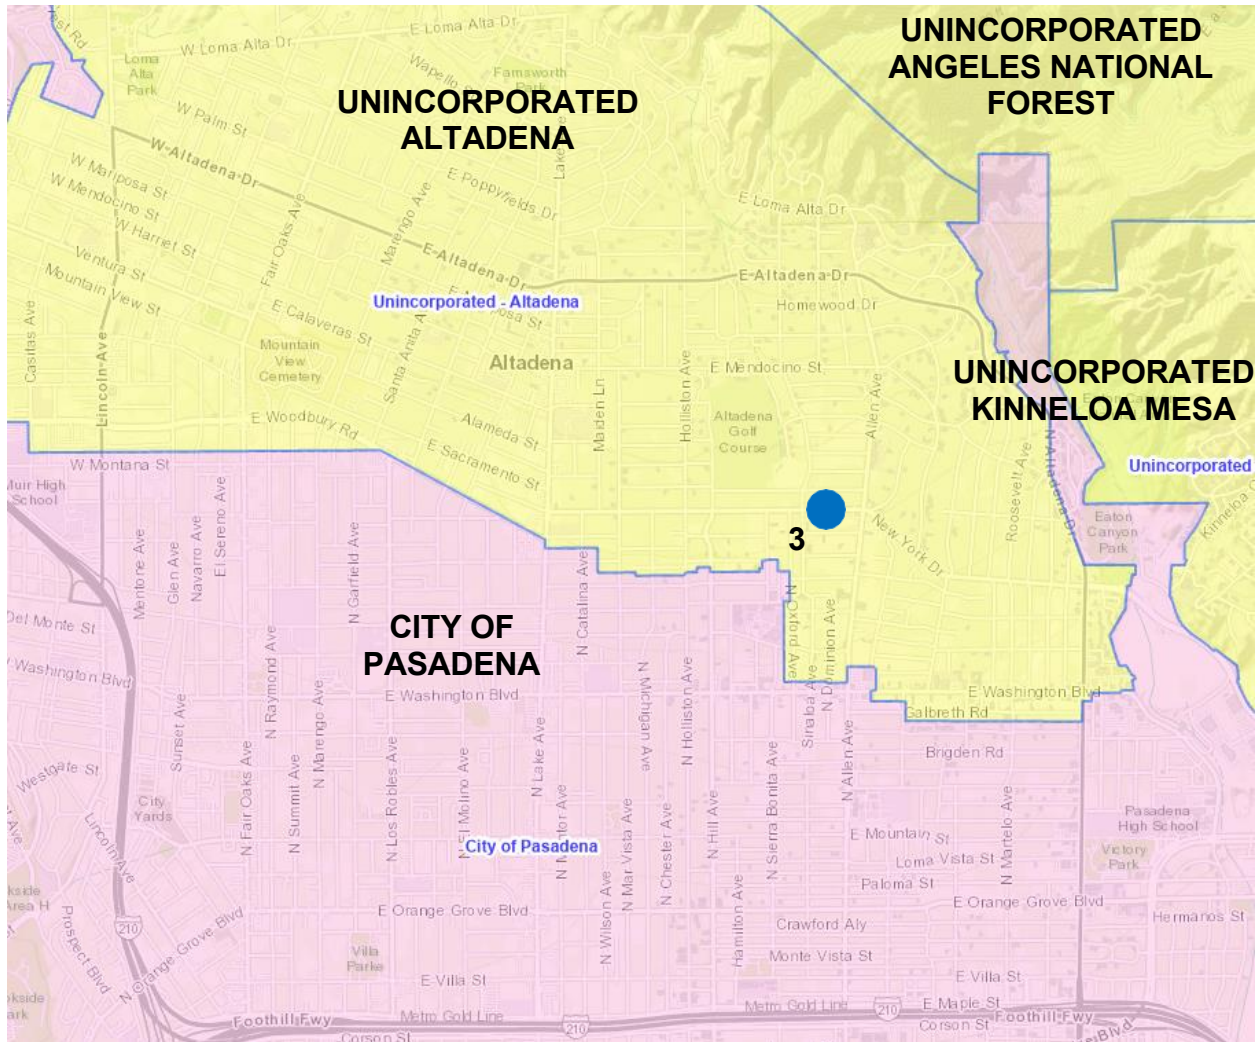 UNINCORPORATED
ANGELES NATIONAL
FOREST
E Loma Alta Dr
W Loma Alta Dr
Loma
Alta
Park
Farnsworth
Park
UNINCORPORATED
ALTADENA
W Palm St
W-Altadena-Dr
W Mariposa St
W Mendocino St
W Harriet St
Ventura St
Mountain View St
Fair Oaks Ave
Marengo Ave
E Poppyfields Dr
E Loma Alta Dr
E-Altadena-Dr
E-Altadena-Dr
Homewood Dr
Unincorporated - Altadena
E Calaveras St
Casitas Ave
Lincoln-Ave
Mountain
View
Cemetery
Altadena
Maiden Ln
Holliston Ave
E Mendocino St
Allen Ave
Altadena
Golf
Course
UNINCORPORATED
KINNELOA MESA
E Woodbury Rd
Alameda St
E Sacramento St
Roosevelt Ave
N-Altadena-Dr
Unincorporated
W Montana St
Muir High
School
3
New York Dr
Eaton
Canyon
Park
Mentone Ave
Glen Ave
Navarro Ave
El Sereno Ave
N Garfield Ave
N Catalina Ave
N Oxford Ave
N Dominion Ave
Del Monte St
CITY OF
PASADENA
Washington Blvd
N Raymond Ave
N Marengo Ave
E Washington Blvd
N Michigan Ave
N Holliston Ave
Sinaloa Ave
E Washington Blvd
Galbreth Rd
Sunset Ave
Brigden Rd
Westgate St
N Fair Oaks Ave
N Summit Ave
N Los Robles Ave
N El Molino Ave
N Lake Ave
N Allen Ave
City
Yards
Lincoln Ave
City of Pasadena
N Mentor Ave
N Mar Vista Ave
N Chester Ave
N Hill Ave
N Sierra Bonita Ave
E Mountain St
Loma Vista St
Paloma St
N Martelo Ave
Pasadena
High School
Victory
Park
Area H
Prospect Blvd
210
N Orange Grove Blvd
E Orange Grove Blvd
N Wilson Ave
Hamilton Ave
E Orange Grove Blvd
Crawford Aly
Hermanos St
Villa
Parke
Monte Vista St
E Villa St
E Villa St
Foothill Fwy
Metro Gold Line
210
Metro Gold Line
210
E Maple St
Foothill Fwy
Corson St
Corson St